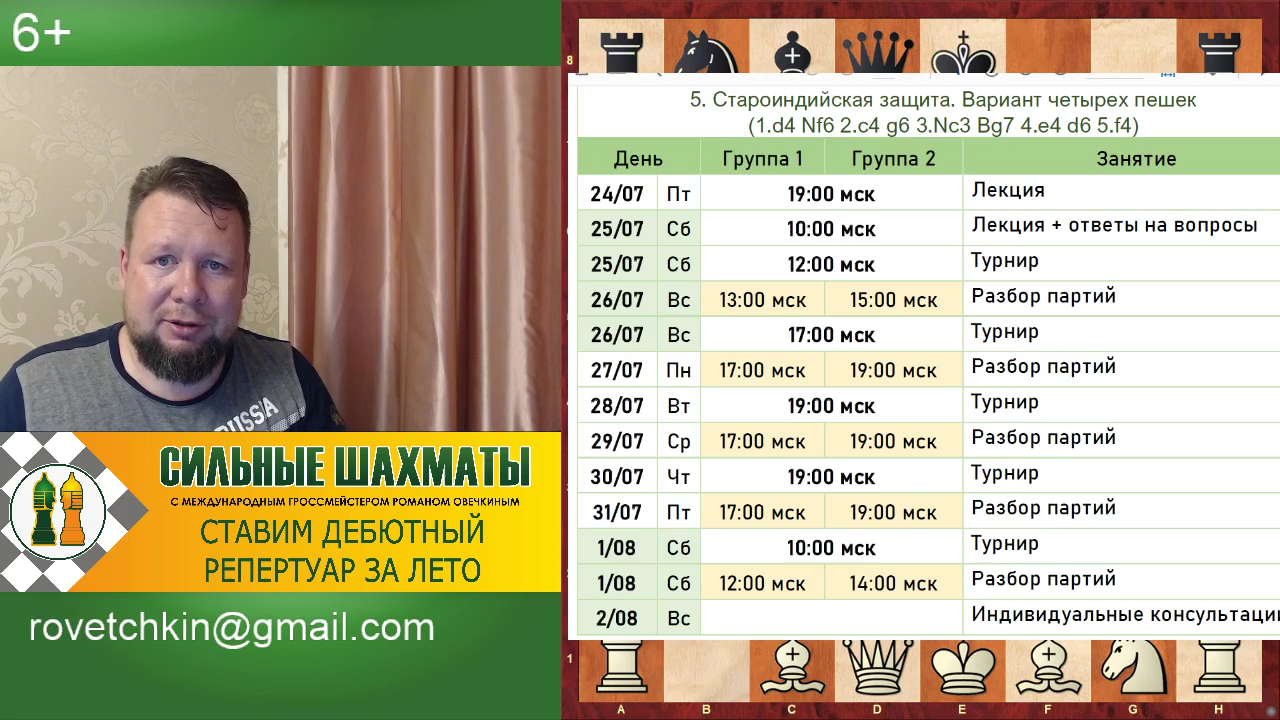 6+
RUSSIA
СИЛЬНЫЕ ШАХМАТЫ
С МЕЖДУНАРОДНЫМ ГРОССМЕЙСТЕРОМ РОМАНОМ ОВЕЧКИНЫМ
СТАВИМ ДЕБЮТНЫЙ
РЕПЕРТУАР ЗА ЛЕТО
rovetchkin@gmail.com
8
5. Староиндийская защита. Вариант четырех пешек
(1.d4 Nf6 2.c4 g6 3.Nc3 Bg7 4.e4 d6 5.f4)
День Группа 1 Группа 2 Занятие
24/07 Пт 19:00 мск Лекция
25/07 Сб 10:00 мск Лекция + ответы на вопросы
25/07 Сб 12:00 мск Турнир
26/07 Вс 13:00 мск 15:00 мск Разбор партий
26/07 Вс 17:00 мск Турнир
27/07 Пн 17:00 мск 19:00 мск Разбор партий
28/07 Вт 19:00 мск Турнир
29/07 Ср 17:00 мск 19:00 мск Разбор партий
30/07 Чт 19:00 мск Турнир
31/07 Пт 17:00 мск 19:00 мск Разбор партий
1/08 Сб 10:00 мск Турнир
1/08 Сб 12:00 мск 14:00 мск Разбор партий
2/08 Вс Индивидуальные консультации
1
A B C D E F G H